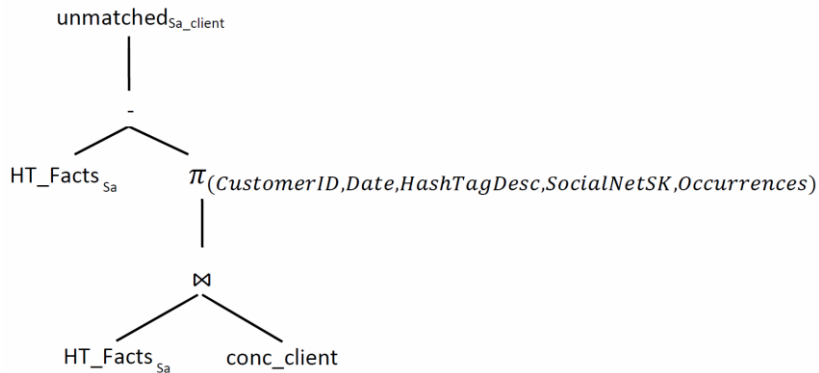 unmatchedSa_client
-
HT_FactsSa π(CustomerID,Date,HashTagDesc,SocialNetSK,Occurrences)
⋈
HT_FactsSa conc_client